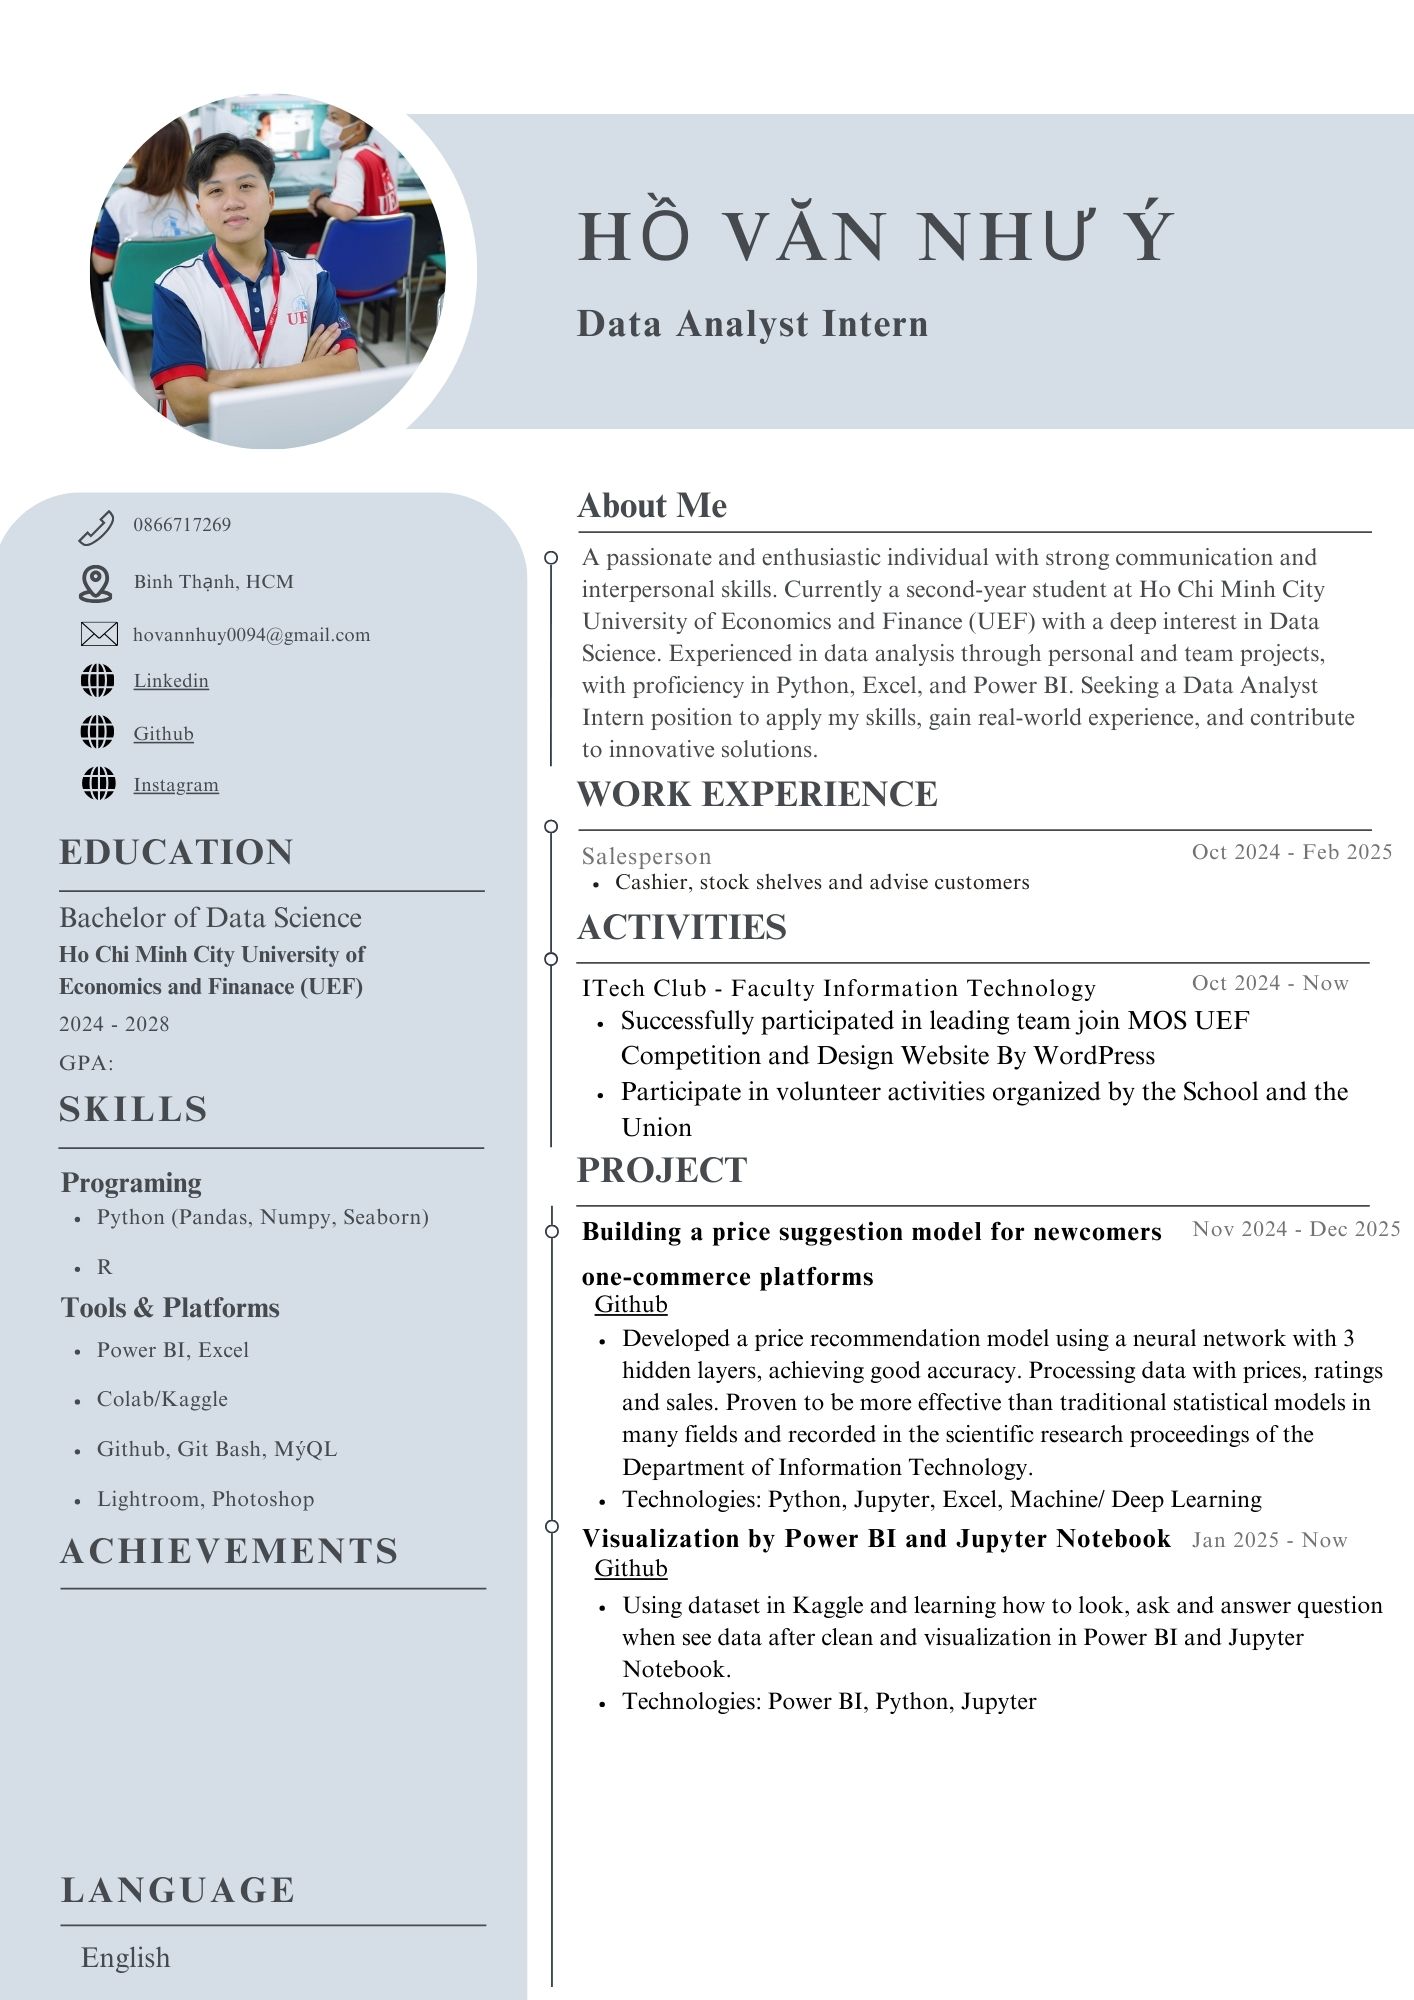 HỒ VĂN NHƯ Ý
Data Analyst Intern
UEF
0866717269
Bình Thạnh, HCM
hovannhuy0094@gmail.com
Linkedin
Github
Instagram
EDUCATION
Bachelor of Data Science
Ho Chi Minh City University of
Economics and Finanace (UEF)
2024 - 2028
GPA:
SKILLS
Programing
Python (Pandas, Numpy, Seaborn)
R
Tools & Platforms
Power BI, Excel
Colab/Kaggle
Github, Git Bash, MýQL
Lightroom, Photoshop
ACHIEVEMENTS
LANGUAGE
English
About Me
A passionate and enthusiastic individual with strong communication and
interpersonal skills. Currently a second-year student at Ho Chi Minh City
University of Economics and Finance (UEF) with a deep interest in Data
Science. Experienced in data analysis through personal and team projects,
with proficiency in Python, Excel, and Power BI. Seeking a Data Analyst
Intern position to apply my skills, gain real-world experience, and contribute
to innovative solutions.
WORK EXPERIENCE
Salesperson Oct 2024 - Feb 2025
Cashier, stock shelves and advise customers
ACTIVITIES
ITech Club - Faculty Information Technology Oct 2024 - Now
Successfully participated in leading team join MOS UEF
Competition and Design Website By WordPress
Participate in volunteer activities organized by the School and the
Union
PROJECT
Building a price suggestion model for newcomers Nov 2024 - Dec 2025
one-commerce platforms
Github
Developed a price recommendation model using a neural network with 3
hidden layers, achieving good accuracy. Processing data with prices, ratings
and sales. Proven to be more effective than traditional statistical models in
many fields and recorded in the scientific research proceedings of the
Department of Information Technology.
Technologies: Python, Jupyter, Excel, Machine/ Deep Learning
Visualization by Power BI and Jupyter Notebook Jan 2025 - Now
Github
Using dataset in Kaggle and learning how to look, ask and answer question
when see data after clean and visualization in Power BI and Jupyter
Notebook.
Technologies: Power BI, Python, Jupyter